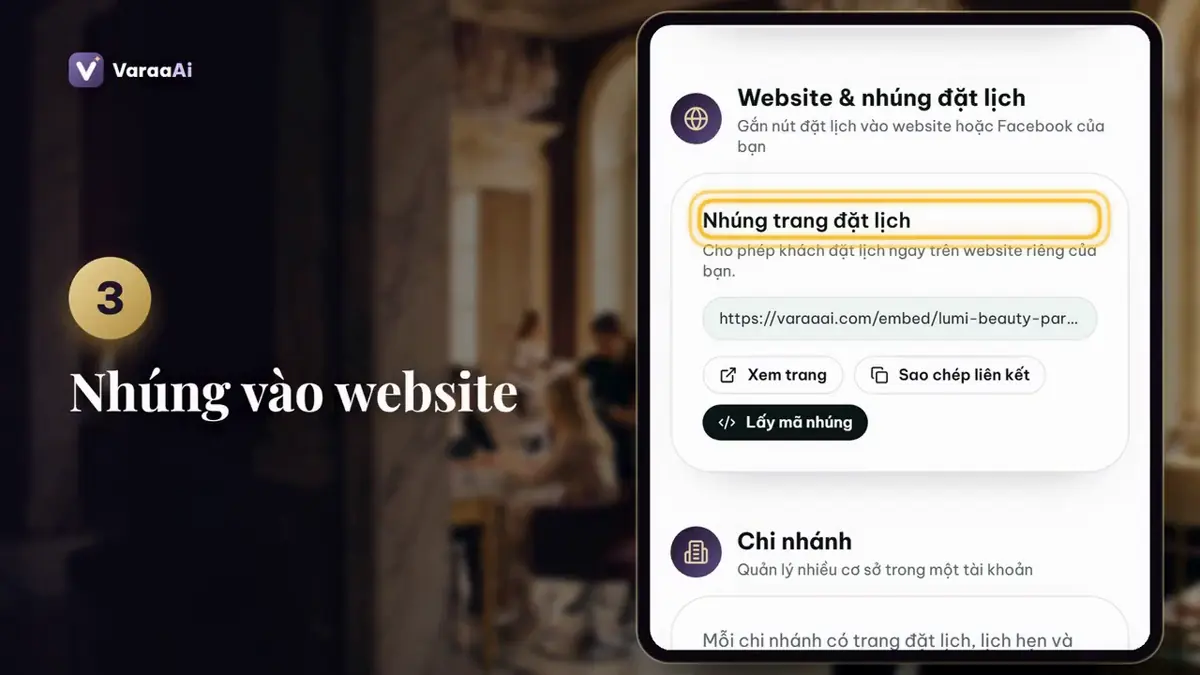 VaraaAi
3
Nhúng vào website
Website & nhúng đặt lịch
Gắn nút đặt lịch vào website hoặc Facebook của
bạn
Nhúng trang đặt lịch
Cho phép khách đặt lịch ngay trên website riêng của
bạn.
https://varaaai.com/embed/lumi-beauty-par...
Xem trang
Sao chép liên kết
</> Lấy mã nhúng
Chi nhánh
Quản lý nhiều cơ sở trong một tài khoản
Mỗi chi nhánh có trang đặt lịch, lịch hẹn và